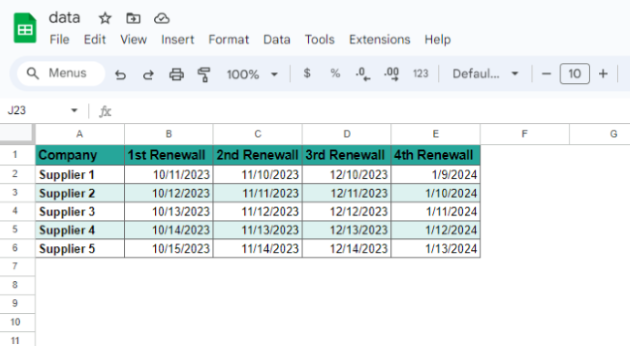 data
File Edit View Insert Format Data Tools Extensions Help
Menus 100% $ % .0 .00 123 Defaul... − 10 +
J23 fx
A B C D E F G
1 Company 1st Renewall 2nd Renewall 3rd Renewall 4th Renewall
2 Supplier 1 10/11/2023 11/10/2023 12/10/2023 1/9/2024
3 Supplier 2 10/12/2023 11/11/2023 12/11/2023 1/10/2024
4 Supplier 3 10/13/2023 11/12/2023 12/12/2023 1/11/2024
5 Supplier 4 10/14/2023 11/13/2023 12/13/2023 1/12/2024
6 Supplier 5 10/15/2023 11/14/2023 12/14/2023 1/13/2024
7
8
9
10
11